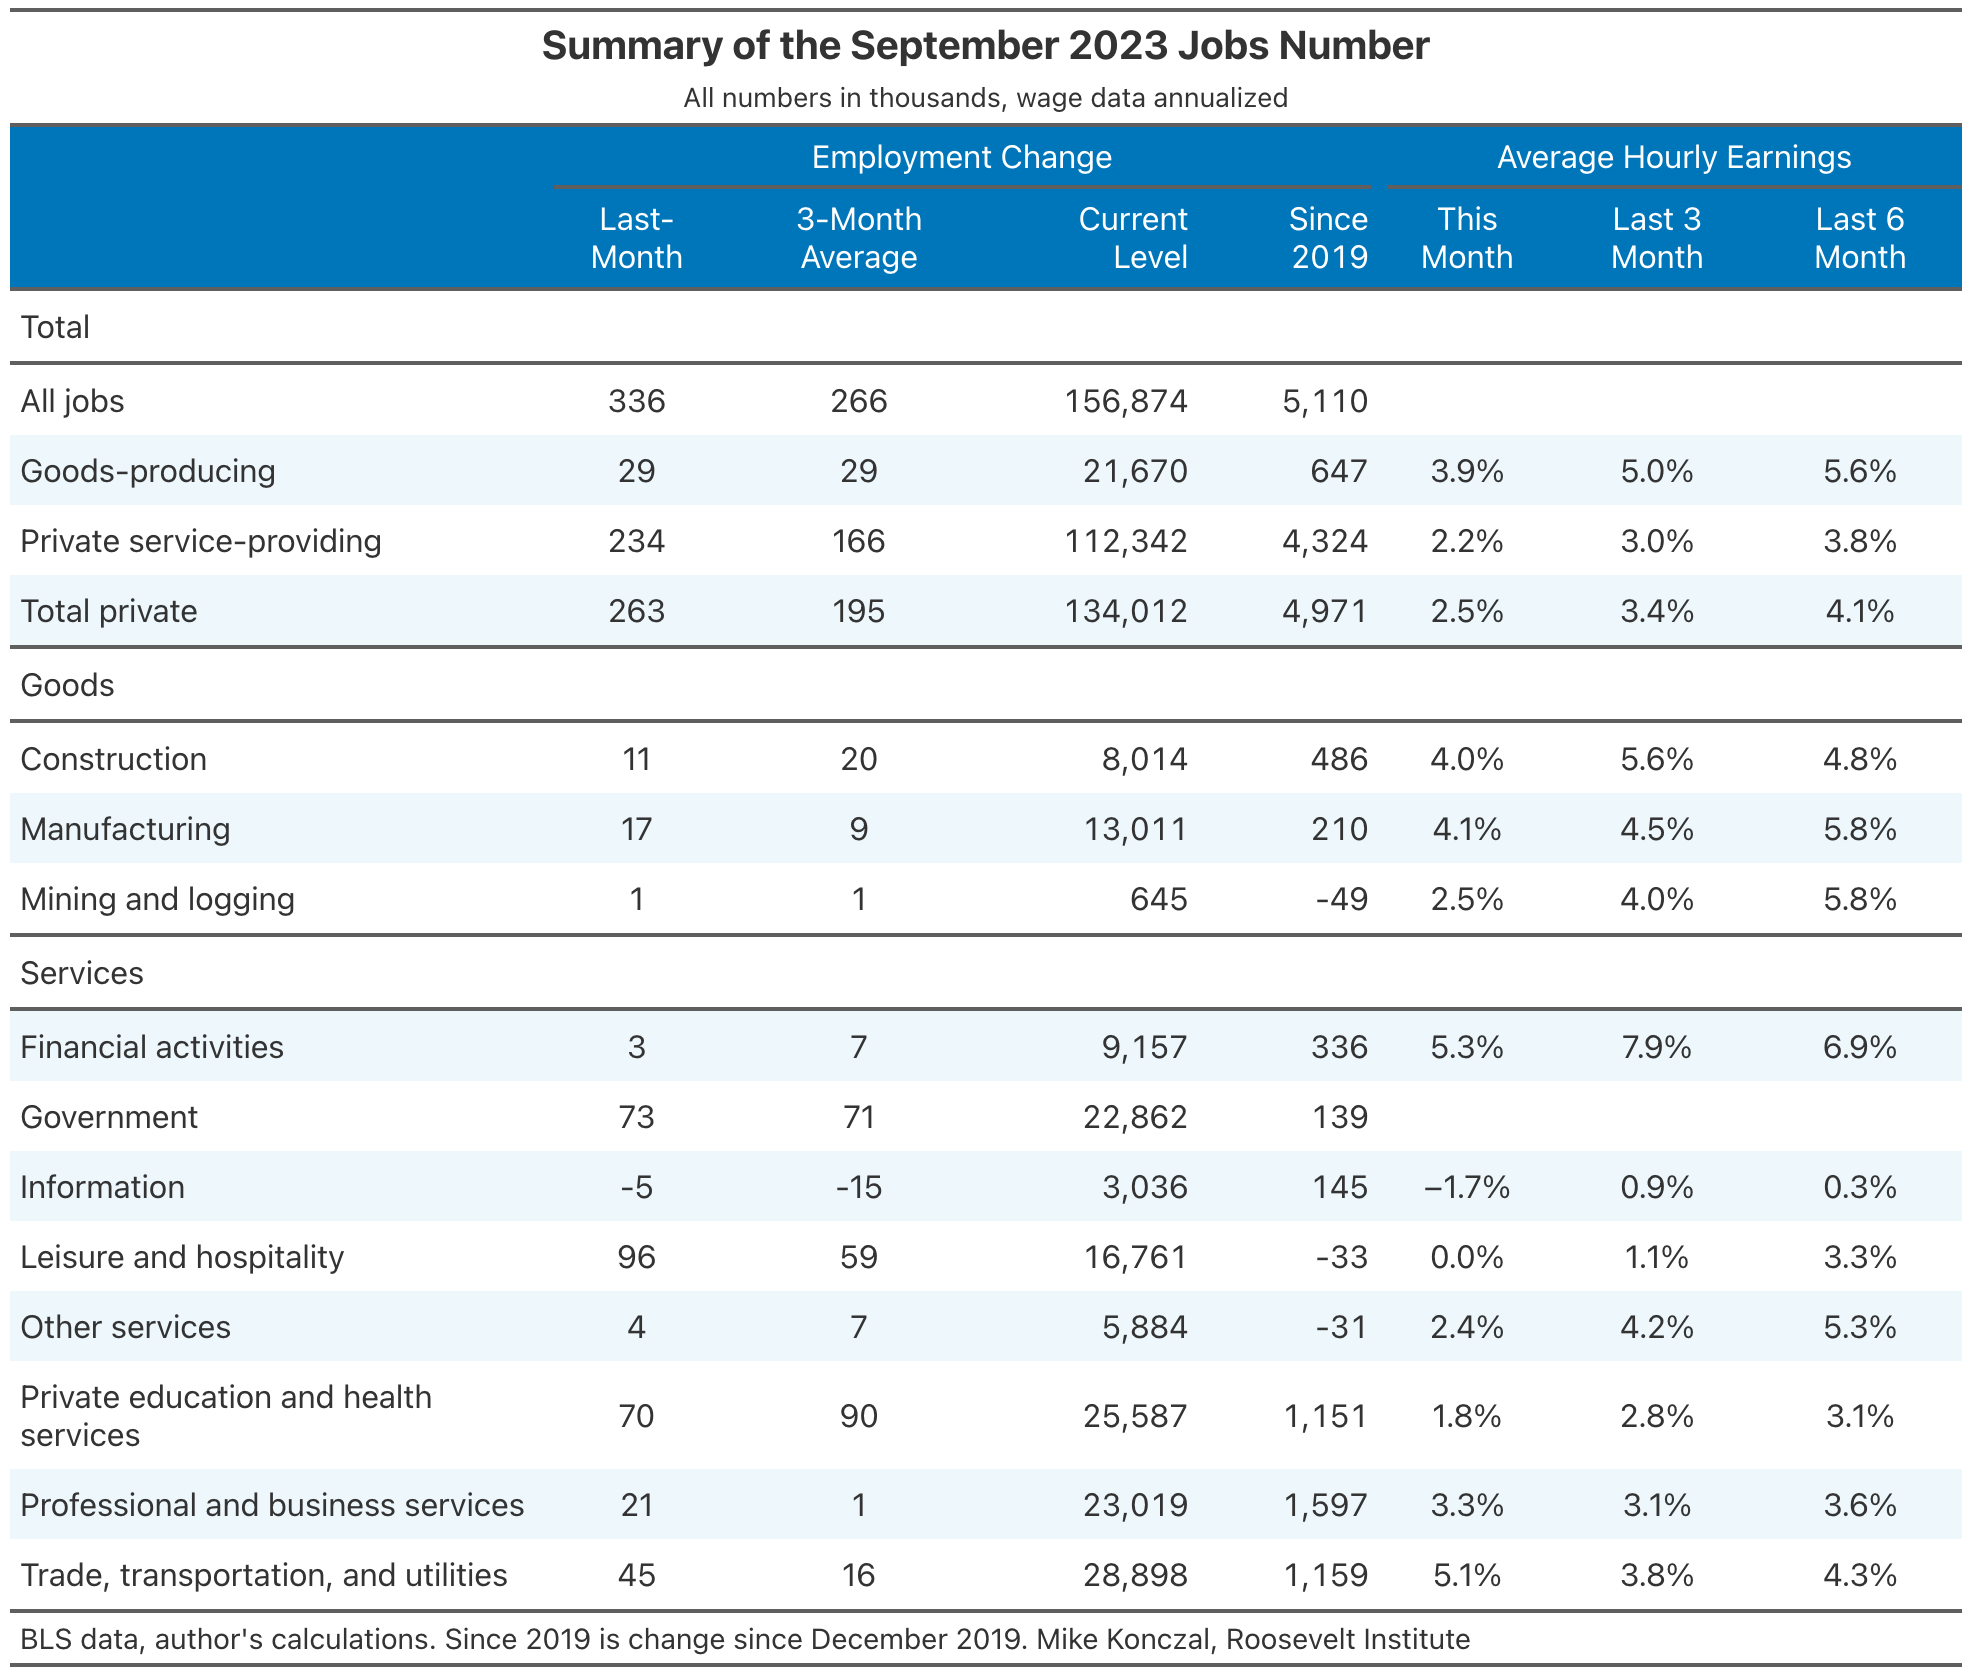 Summary of the September 2023 Jobs Number
All numbers in thousands, wage data annualized
Employment Change Average Hourly Earnings
Last- 3-Month Current Since This Last 3 Last 6
Month Average Level 2019 Month Month Month
Total
All jobs 336 266 156,874 5,110
Goods-producing 29 29 21,670 647 3.9% 5.0% 5.6%
Private service-providing 234 166 112,342 4,324 2.2% 3.0% 3.8%
Total private 263 195 134,012 4,971 2.5% 3.4% 4.1%
Goods
Construction 11 20 8,014 486 4.0% 5.6% 4.8%
Manufacturing 17 9 13,011 210 4.1% 4.5% 5.8%
Mining and logging 1 1 645 -49 2.5% 4.0% 5.8%
Services
Financial activities 3 7 9,157 336 5.3% 7.9% 6.9%
Government 73 71 22,862 139
Information -5 -15 3,036 145 −1.7% 0.9% 0.3%
Leisure and hospitality 96 59 16,761 -33 0.0% 1.1% 3.3%
Other services 4 7 5,884 -31 2.4% 4.2% 5.3%
Private education and health
services 70 90 25,587 1,151 1.8% 2.8% 3.1%
Professional and business services 21 1 23,019 1,597 3.3% 3.1% 3.6%
Trade, transportation, and utilities 45 16 28,898 1,159 5.1% 3.8% 4.3%
BLS data, author's calculations. Since 2019 is change since December 2019. Mike Konczal, Roosevelt Institute